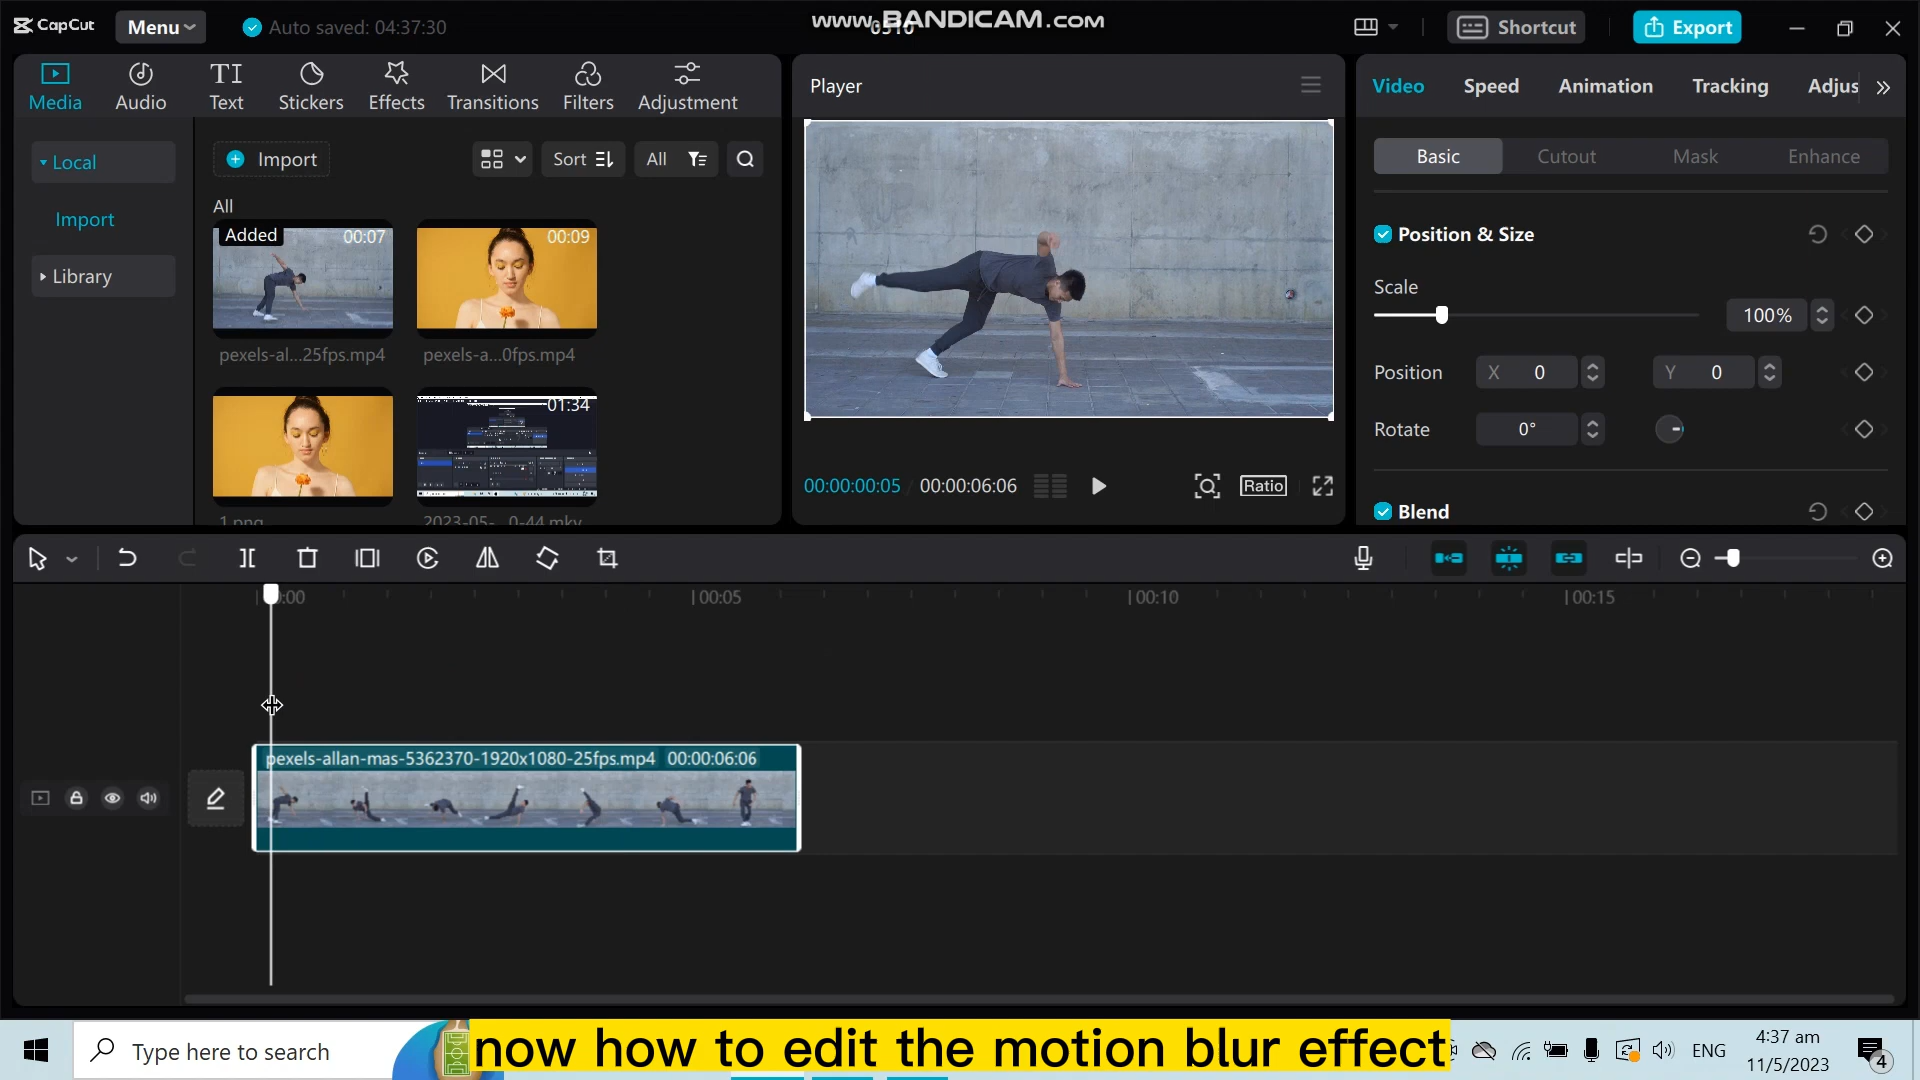 CapCut
Menu
Auto saved: 04:37:30
www.BANDICAM.com
Shortcut
Export
Media
Audio
Text
Stickers
Effects
Transitions
Filters
Adjustment
Player
Video
Speed
Animation
Tracking
Adjus
Local
Import
Library
Import
Sort
All
All
Added
00:07
pexels-al...25fps.mp4
00:09
pexels-a...0fps.mp4
1.png
01:34
2023-05-...0-44.mkv
00:00:00:05
00:00:06:06
Ratio
Basic
Cutout
Mask
Enhance
Position & Size
Scale
100%
Position
X 0
Y 0
Rotate
0°
Blend
00:05
00:10
00:15
pexels-allan-mas-5362370-1920x1080-25fps.mp4 00:00:06:06
Type here to search
now how to edit the motion blur effect
ENG
4:37 am
11/5/2023
4